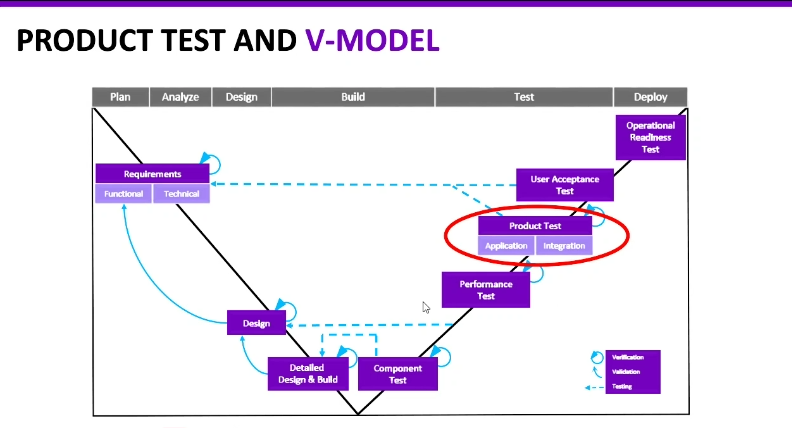 PRODUCT TEST AND V-MODEL
Plan Analyze Design Build Test Deploy
Operational
Readiness
Test
Requirements
Functional Technical
User Acceptance
Test
Product Test
Application Integration
Performance
Test
Design
Detailed
Design & Build
Component
Test
Verification
Validation
Testing